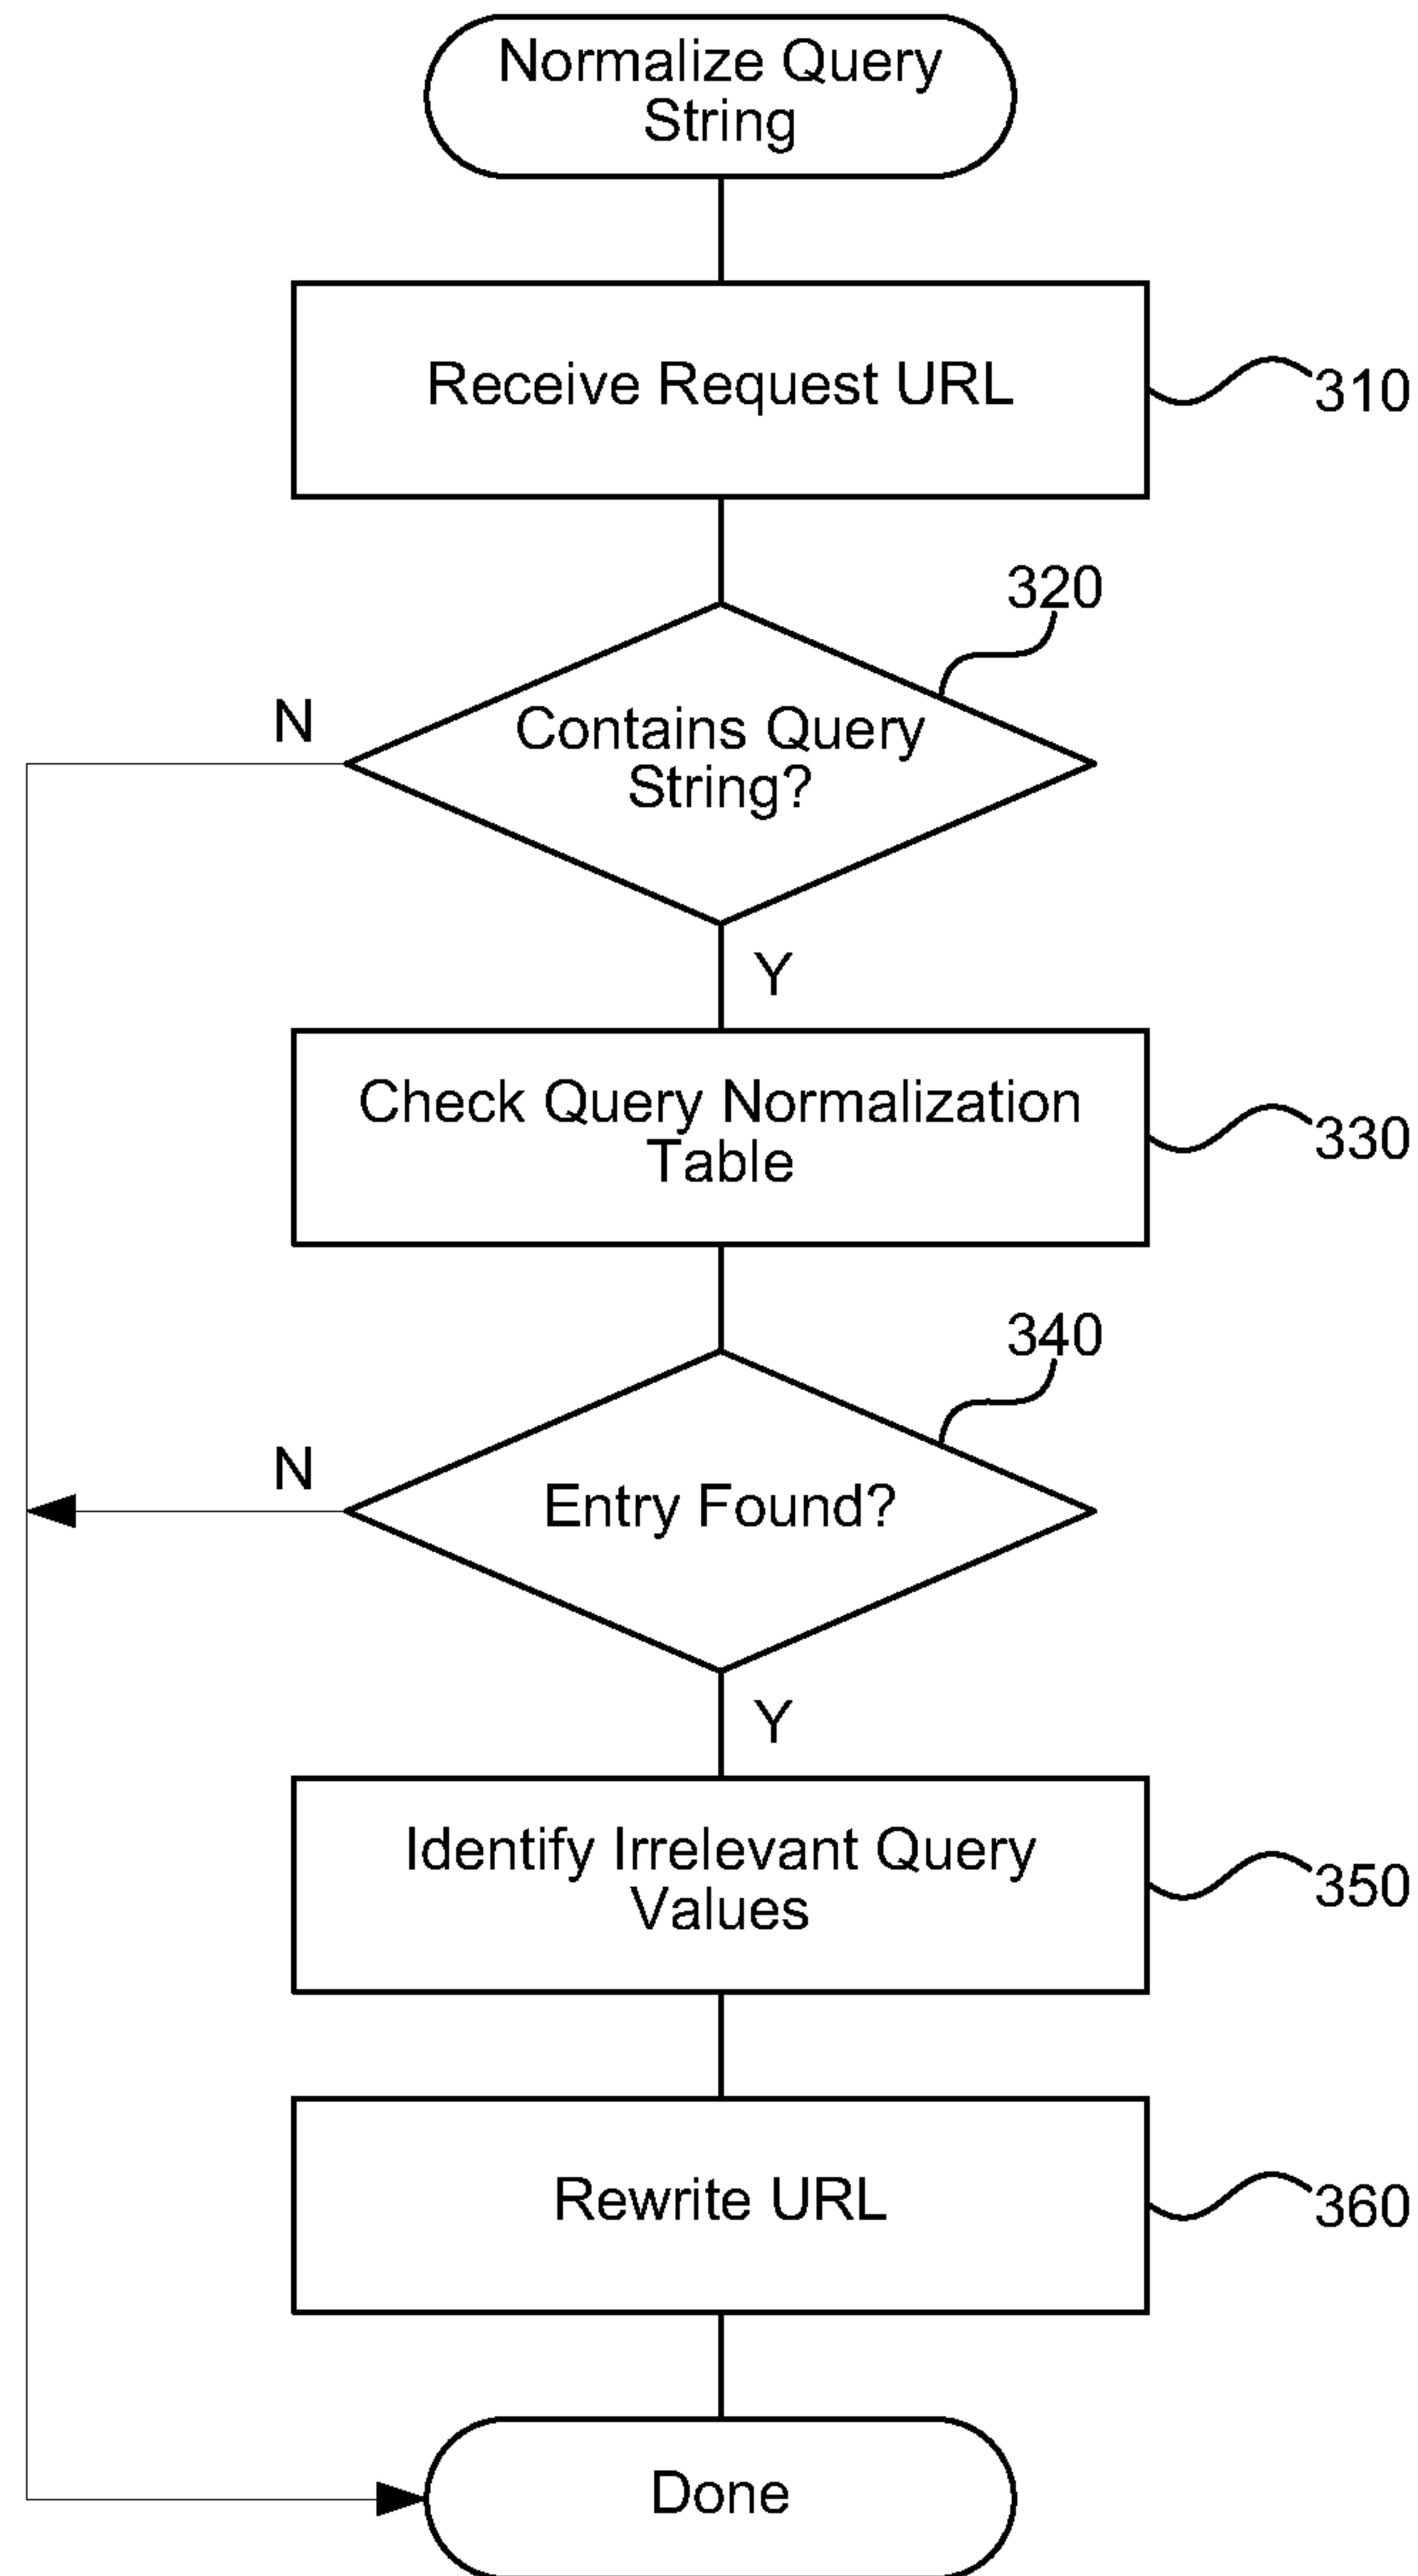 Normalize Query
String
Receive Request URL
310
320
N
Contains Query
String?
Y
Check Query Normalization
Table
330
340
N
Entry Found?
Y
Identify Irrelevant Query
Values
350
Rewrite URL
360
Done